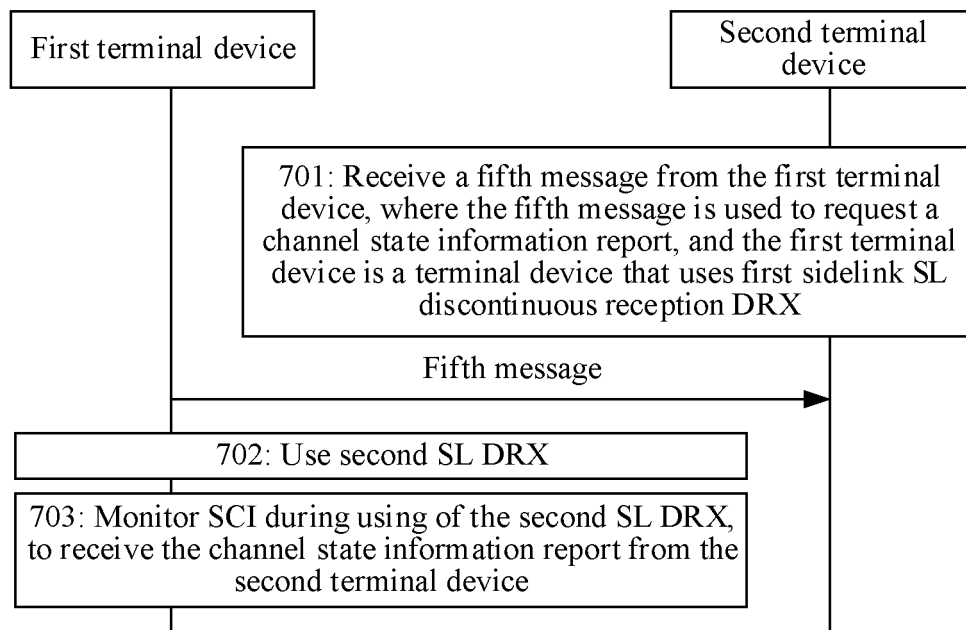 First terminal device
Second terminal
device
701: Receive a fifth message from the first terminal
device, where the fifth message is used to request a
channel state information report, and the first terminal
device is a terminal device that uses first sidelink SL
discontinuous reception DRX
Fifth message
702: Use second SL DRX
703: Monitor SCI during using of the second SL DRX,
to receive the channel state information report from the
second terminal device